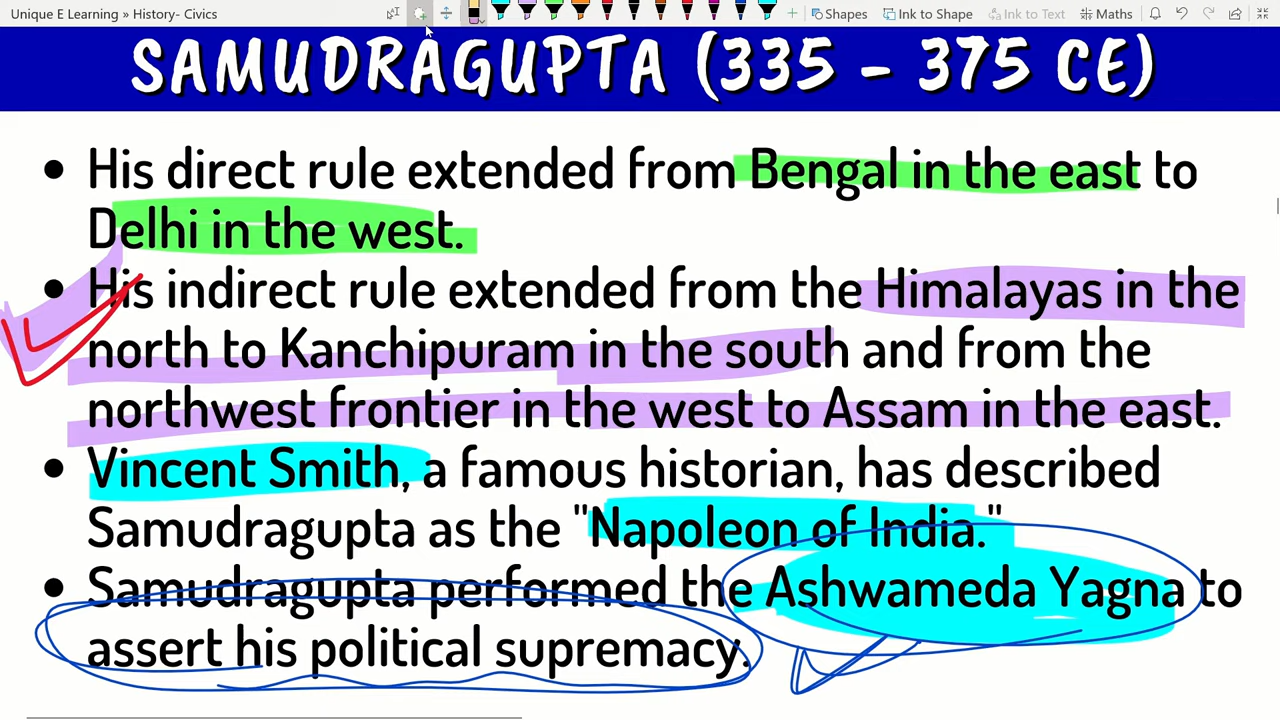 Unique E Learning » History- Civics
Shapes
Ink to Shape
Ink to Text
Maths
SAMUDRAGUPTA (335 - 375 CE)
• His direct rule extended from Bengal in the east to
Delhi in the west.
• His indirect rule extended from the Himalayas in the
north to Kanchipuram in the south and from the
northwest frontier in the west to Assam in the east.
• Vincent Smith, a famous historian, has described
Samudragupta as the "Napoleon of India."
• Samudragupta performed the Ashwameda Yagna to
assert his political supremacy.